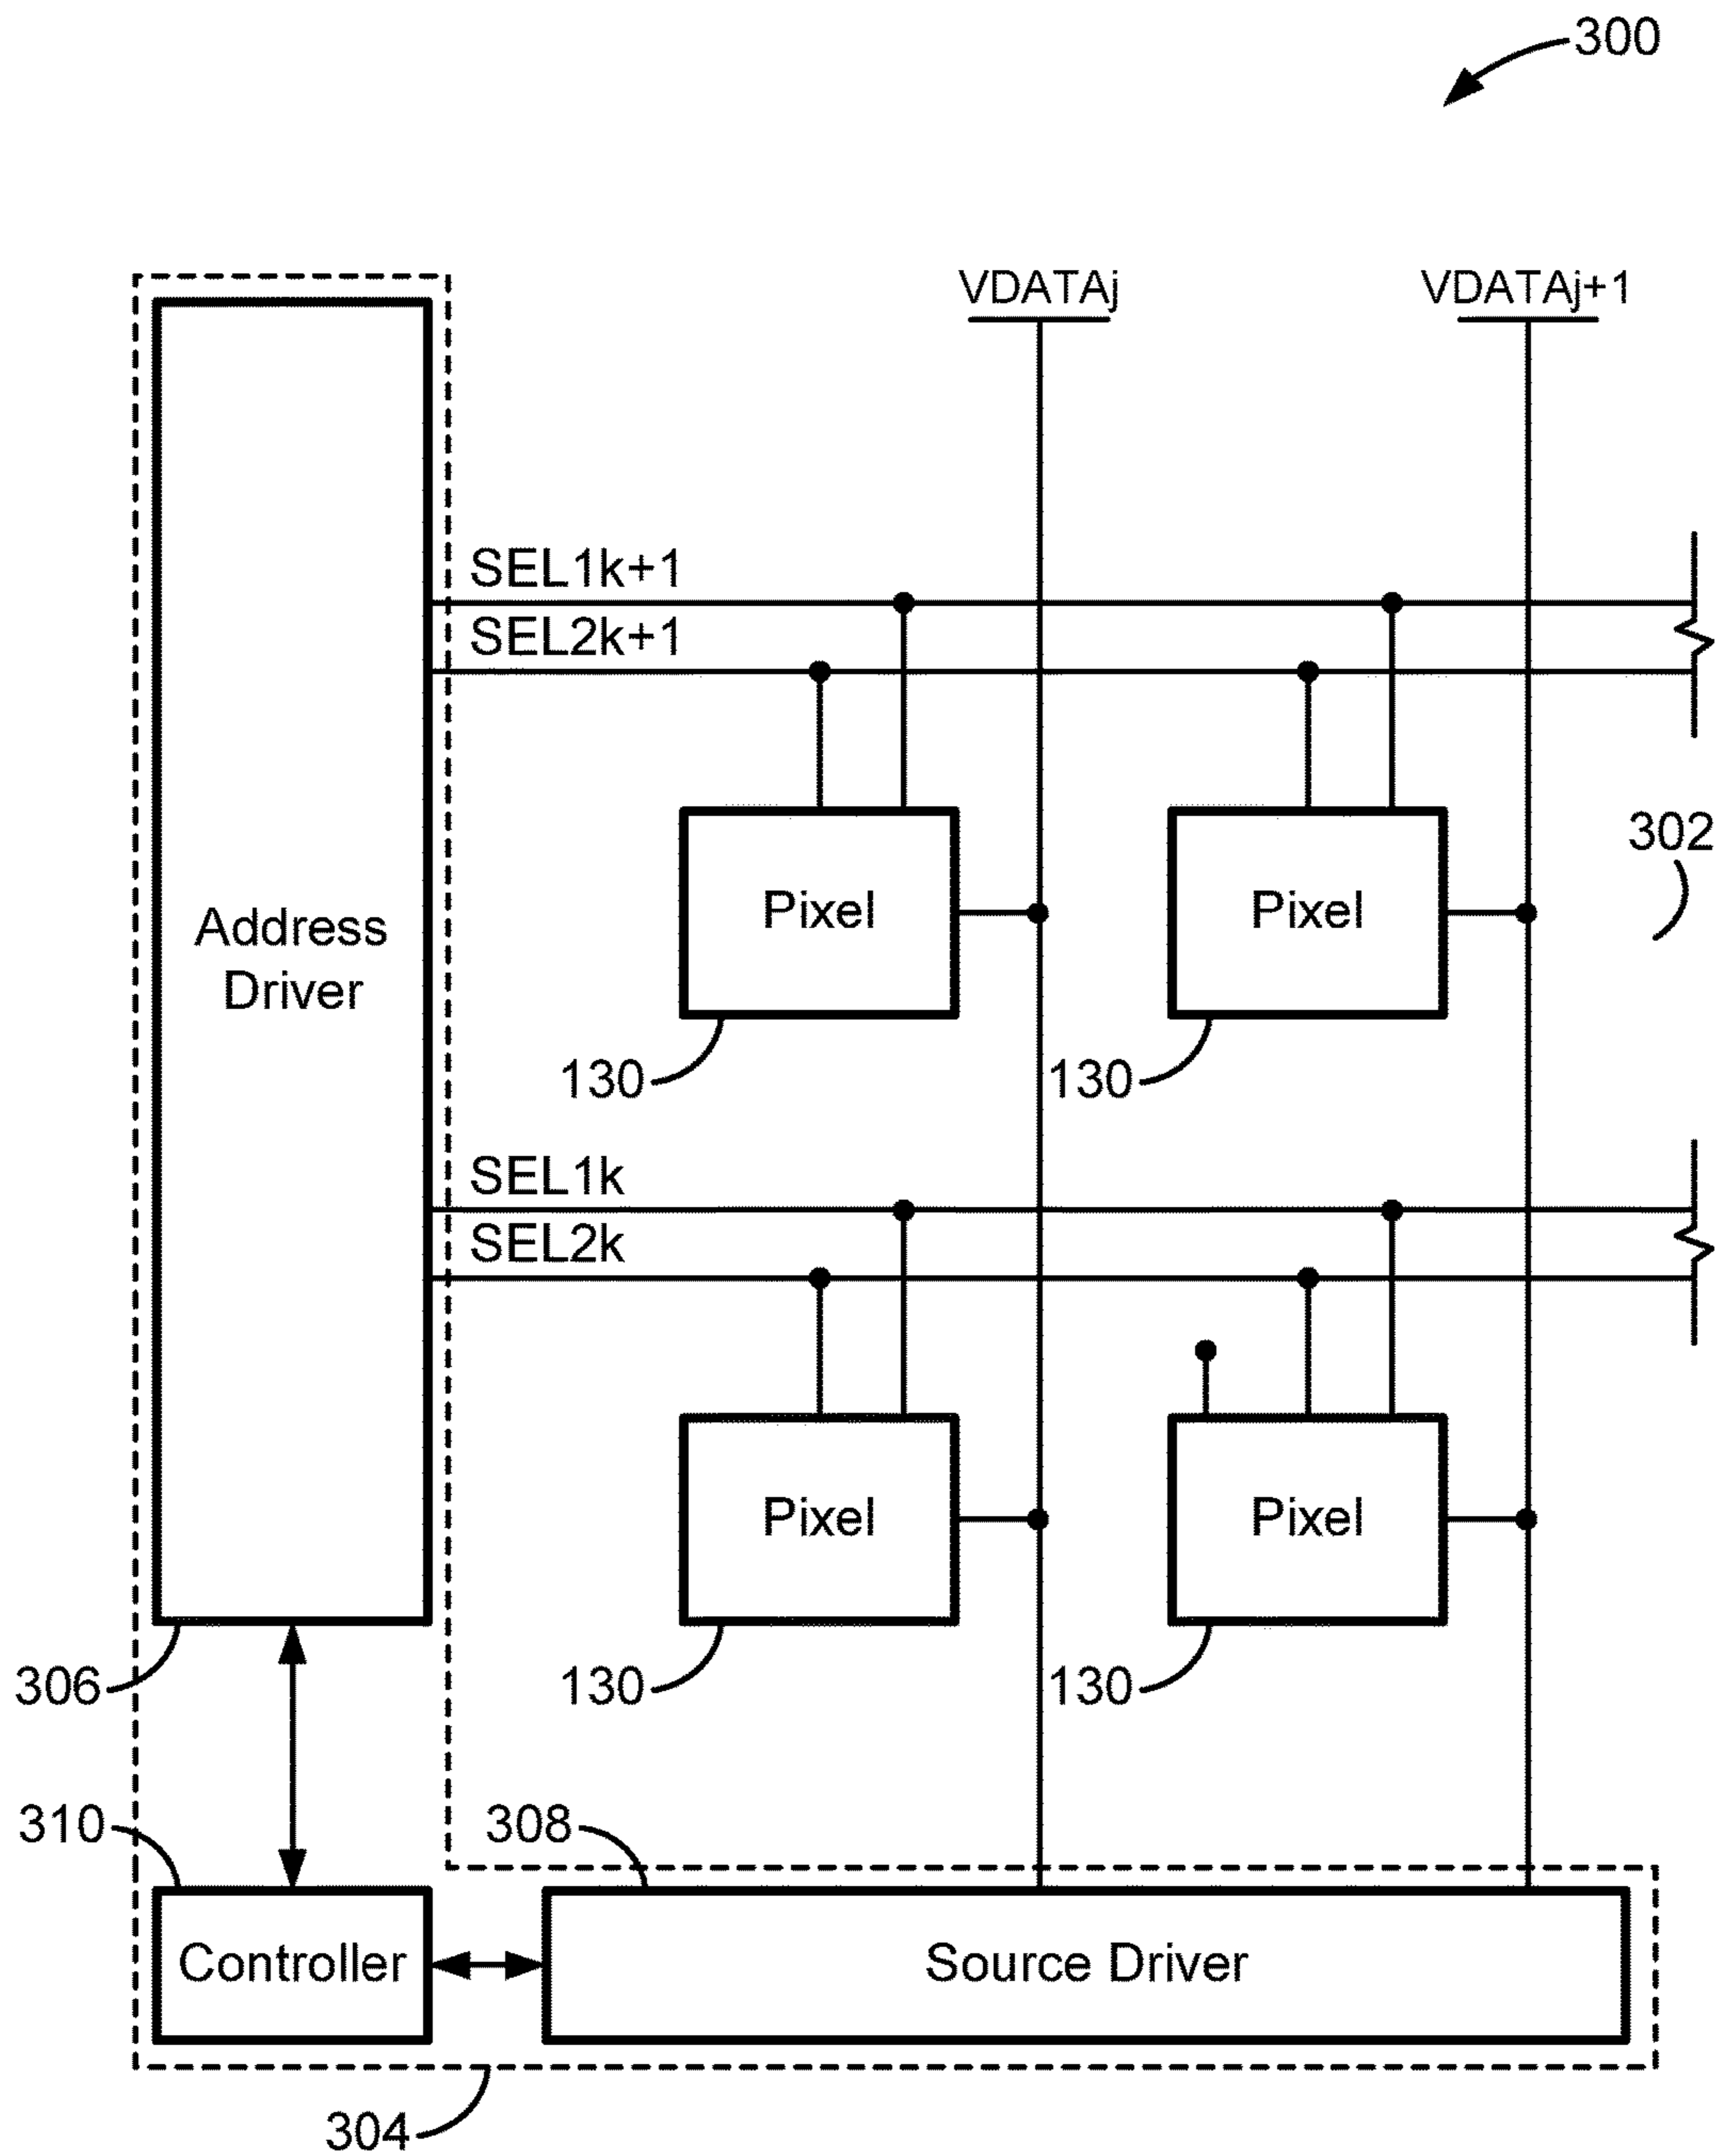 300
VDATAj
VDATAj+1
SEL1k+1
SEL2k+1
302
Pixel
Pixel
Address
Driver
130
130
SEL1k
SEL2k
Pixel
Pixel
306
130
130
310
308
Controller
Source Driver
304